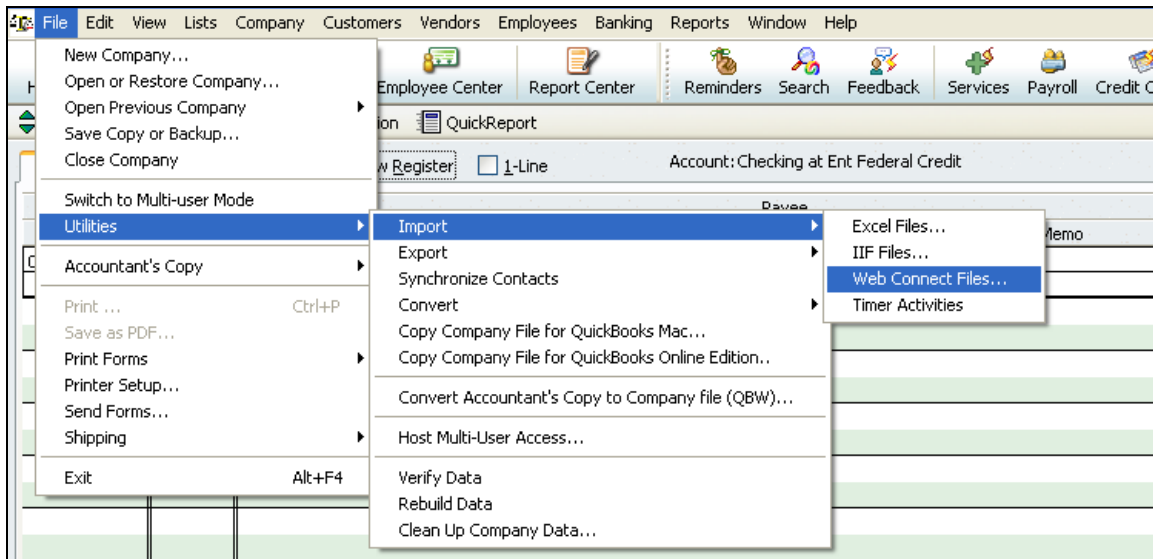 File Edit View Lists Company Customers Vendors Employees Banking Reports Window Help
New Company...
Open or Restore Company...
Open Previous Company
Save Copy or Backup...
Close Company
Switch to Multi-user Mode
Utilities
Accountant's Copy
Print ... Ctrl+P
Save as PDF...
Print Forms
Printer Setup...
Send Forms...
Shipping
Exit Alt+F4
Employee Center Report Center Reminders Search Feedback Services Payroll Credit
QuickReport
Register 1-Line Account: Checking at Ent Federal Credit
Payee
Memo
Import
Export
Synchronize Contacts
Convert
Copy Company File for QuickBooks Mac...
Copy Company File for QuickBooks Online Edition..
Convert Accountant's Copy to Company file (QBW)...
Host Multi-User Access...
Verify Data
Rebuild Data
Clean Up Company Data...
Excel Files...
IIF Files...
Web Connect Files...
Timer Activities